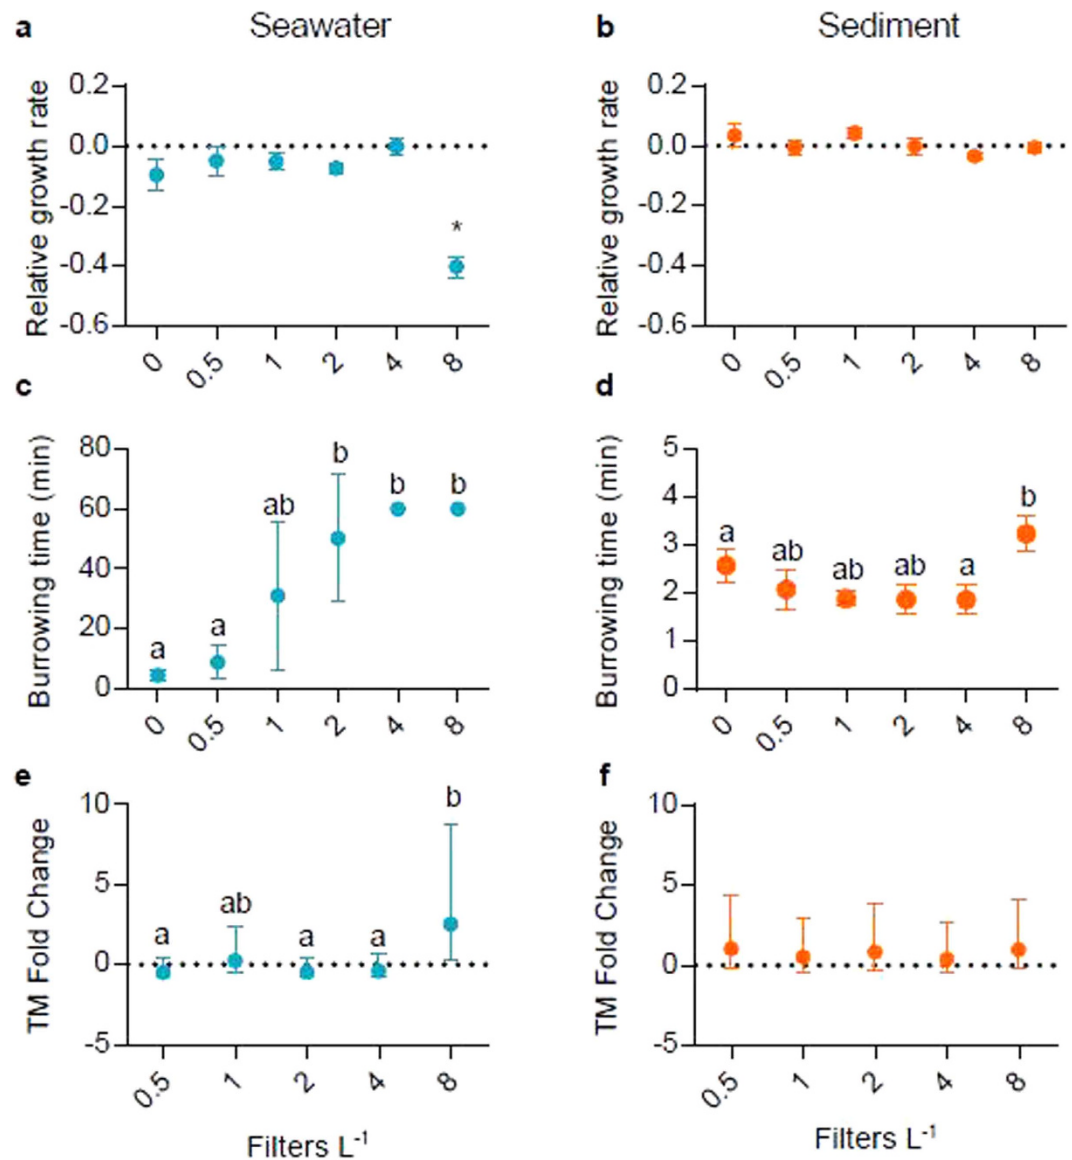 a Seawater
b Sediment
Relative growth rate
0.2
0.0
-0.2
-0.4
-0.6
*
0 0.5 1 2 4 8
Relative growth rate
0.2
0.0
-0.2
-0.4
-0.6
0 0.5 1 2 4 8
c
Burrowing time (min)
80
60
40
20
0
a a ab b b b
0 0.5 1 2 4 8
d
Burrowing time (min)
5
4
3
2
1
0
a ab ab ab a b
0 0.5 1 2 4 8
e
TM Fold Change
10
5
0
-5
a ab a a b
0.5 1 2 4 8
Filters L⁻¹
f
TM Fold Change
10
5
0
-5
0.5 1 2 4 8
Filters L⁻¹